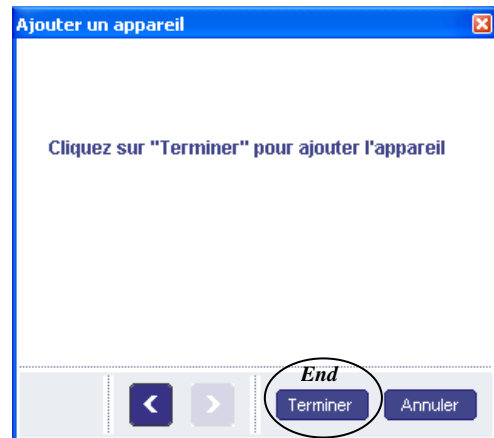 Ajouter un appareil
Cliquez sur "Terminer" pour ajouter l'appareil
End
Terminer Annuler